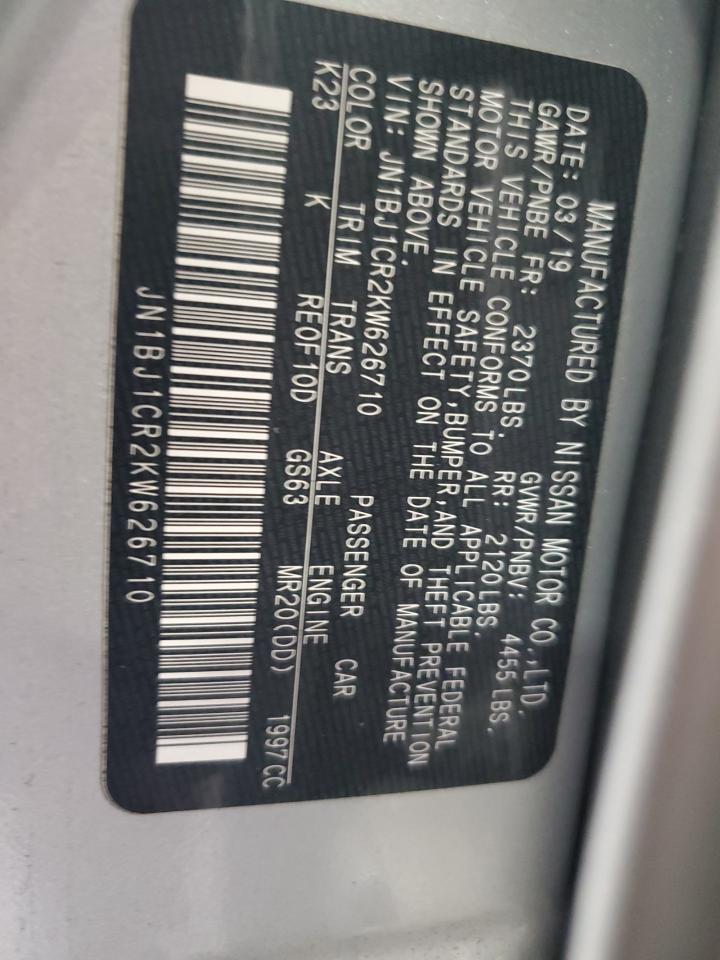 MANUFACTURED BY NISSAN MOTOR CO.,LTD.
DATE: 03/19 GVWR/PNBV: 4455 LBS.
GAWR/PNBE FR: 2370LBS. RR: 2120LBS.
THIS VEHICLE CONFORMS TO ALL APPLICABLE FEDERAL
MOTOR VEHICLE SAFETY,BUMPER,AND THEFT PREVENTION
STANDARDS IN EFFECT ON THE DATE OF MANUFACTURE
SHOWN ABOVE.
VIN: JN1BJ1CR2KW626710 PASSENGER CAR
COLOR TRIM TRANS AXLE ENGINE
K23 K RE0F10D GS63 MR20(DD) 1997CC
JN1BJ1CR2KW626710